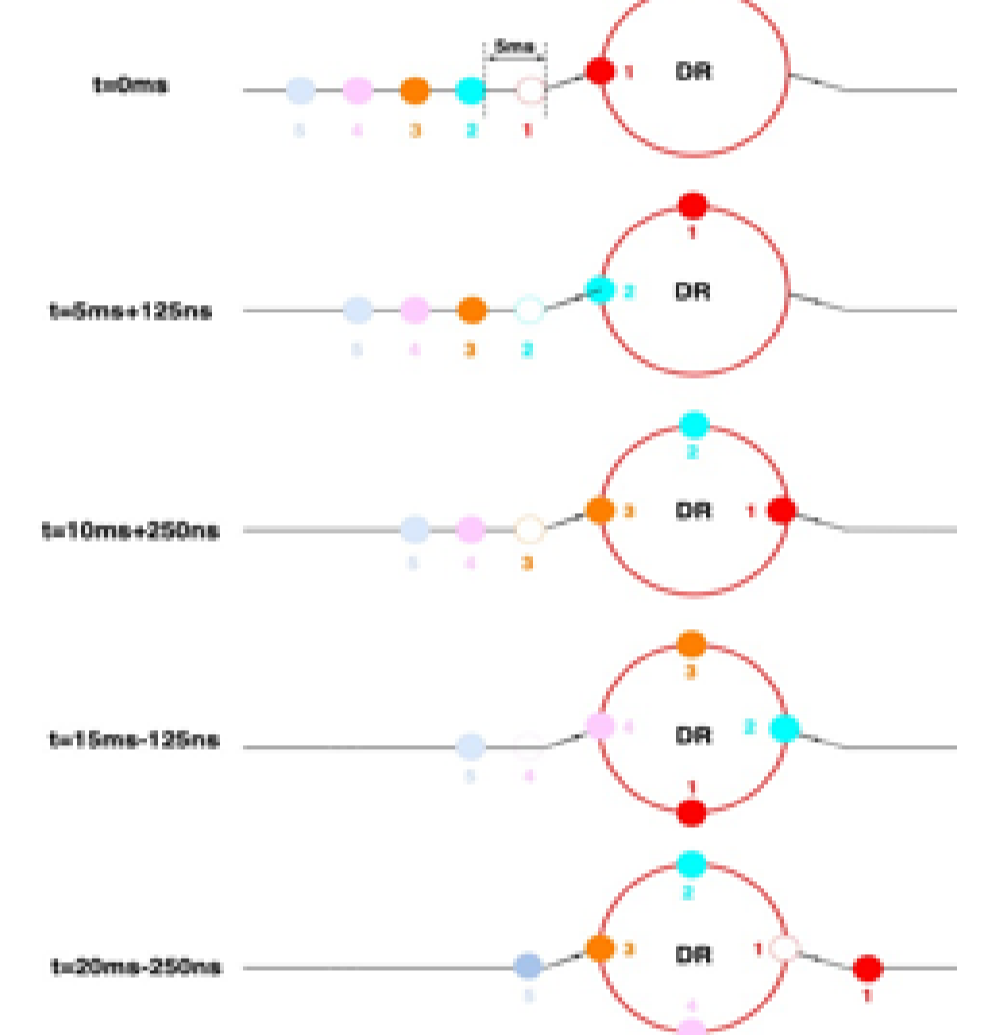 5ms
t=0ms
1 DR
5 4 3 2 1
1
t=5ms+125ns
2 DR
5 4 3 2
2
t=10ms+250ns
3 DR 1
5 4 3
3
t=15ms-125ns
4 DR 2
5 4
1
2
t=20ms-250ns
3 DR 1
5 1
4